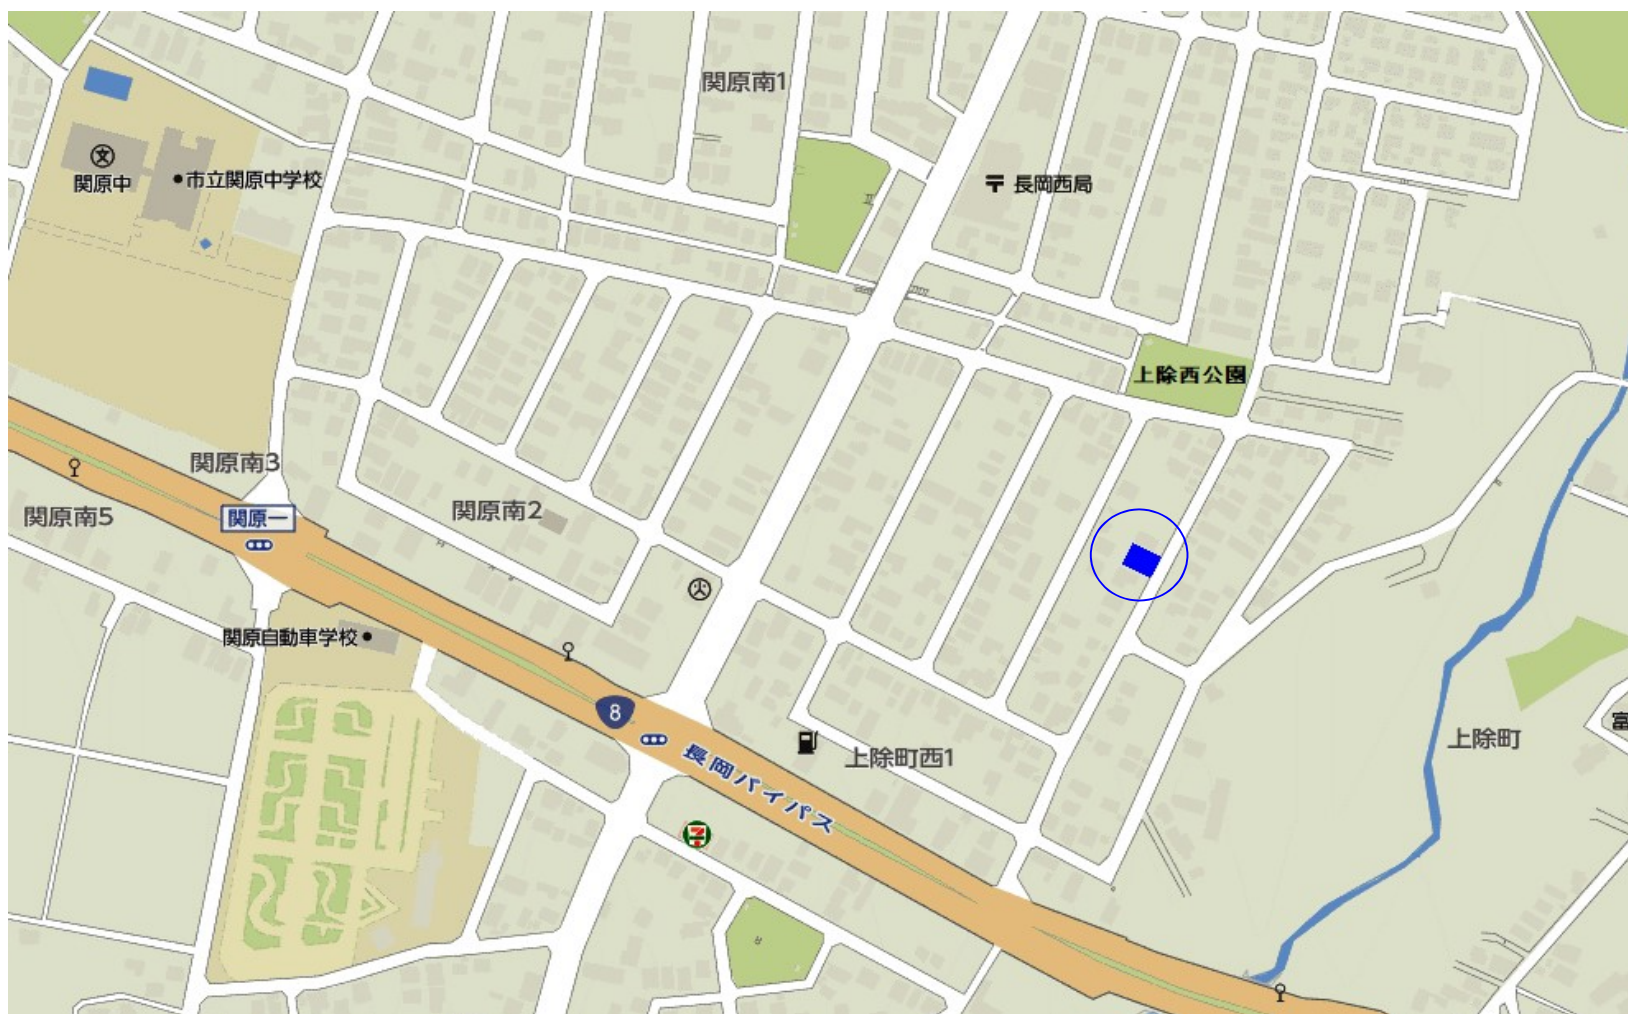 関原南1
関原中
市立関原中学校
長岡西局
上除西公園
関原南3
関原南5
関原一
関原南2
関原自動車学校
8
長岡バイパス
上除町西1
上除町
富
7